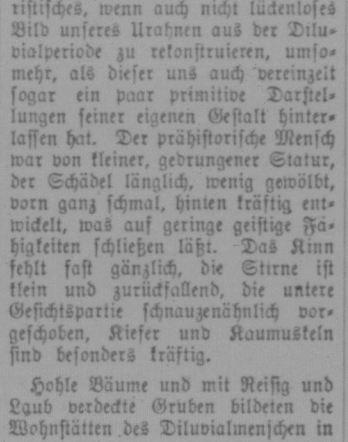 ristisches, wenn auch nicht lückenloses
Bild unseres Urahnen aus der Dilu-
vialperiode zu rekonstruieren, umso-
mehr, als dieser uns auch vereinzelt
sogar ein paar primitive Darstel-
lungen seiner eigenen Gestalt hinter-
lassen hat. Der prähistorische Mensch
war von kleiner, gedrungener Statur,
der Schädel länglich, wenig gewölbt,
vorn ganz schmal, hinten kräftig ent-
wickelt, was auf geringe geistige Fä-
higkeiten schließen läßt. Das Kinn
fehlt fast gänzlich, die Stirne ist
klein und zurückfallend, die untere
Gesichtspartie schnauzenähnlich vor-
geschoben, Kiefer und Kaumuskeln
sind besonders kräftig.
Hohle Bäume und mit Reisig und
Laub verdeckte Gruben bildeten die
Wohnstätten des Diluvialmenschen in